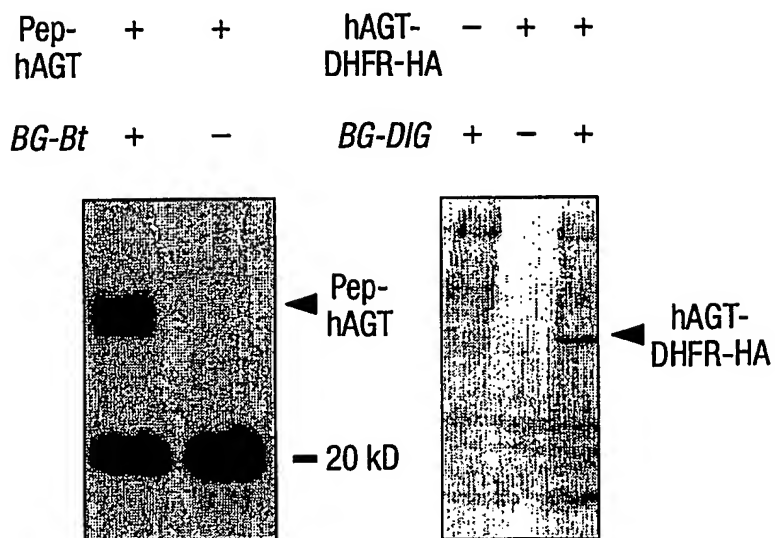 Pep-hAGT + +
BG-Bt + −
hAGT-DHFR-HA − + +
BG-DIG + − +
Pep-
hAGT
20 kD
hAGT-
DHFR-HA